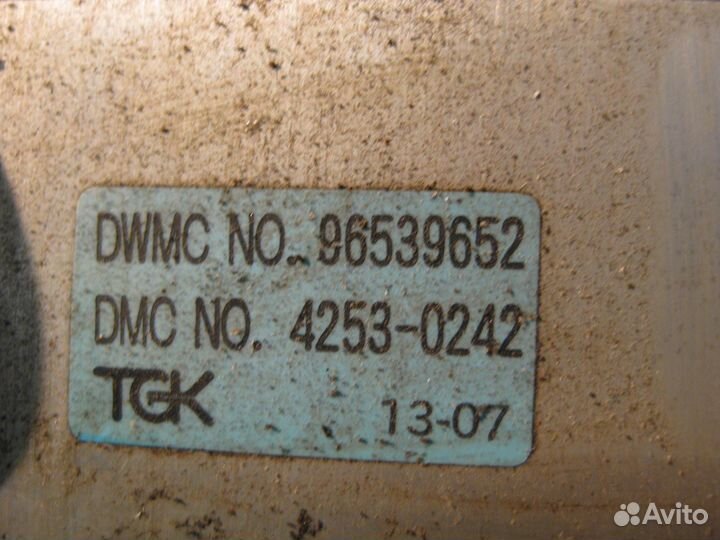 DWMC NO. 96539652
DMC NO. 4253-0242
TGK 13-07
Avito